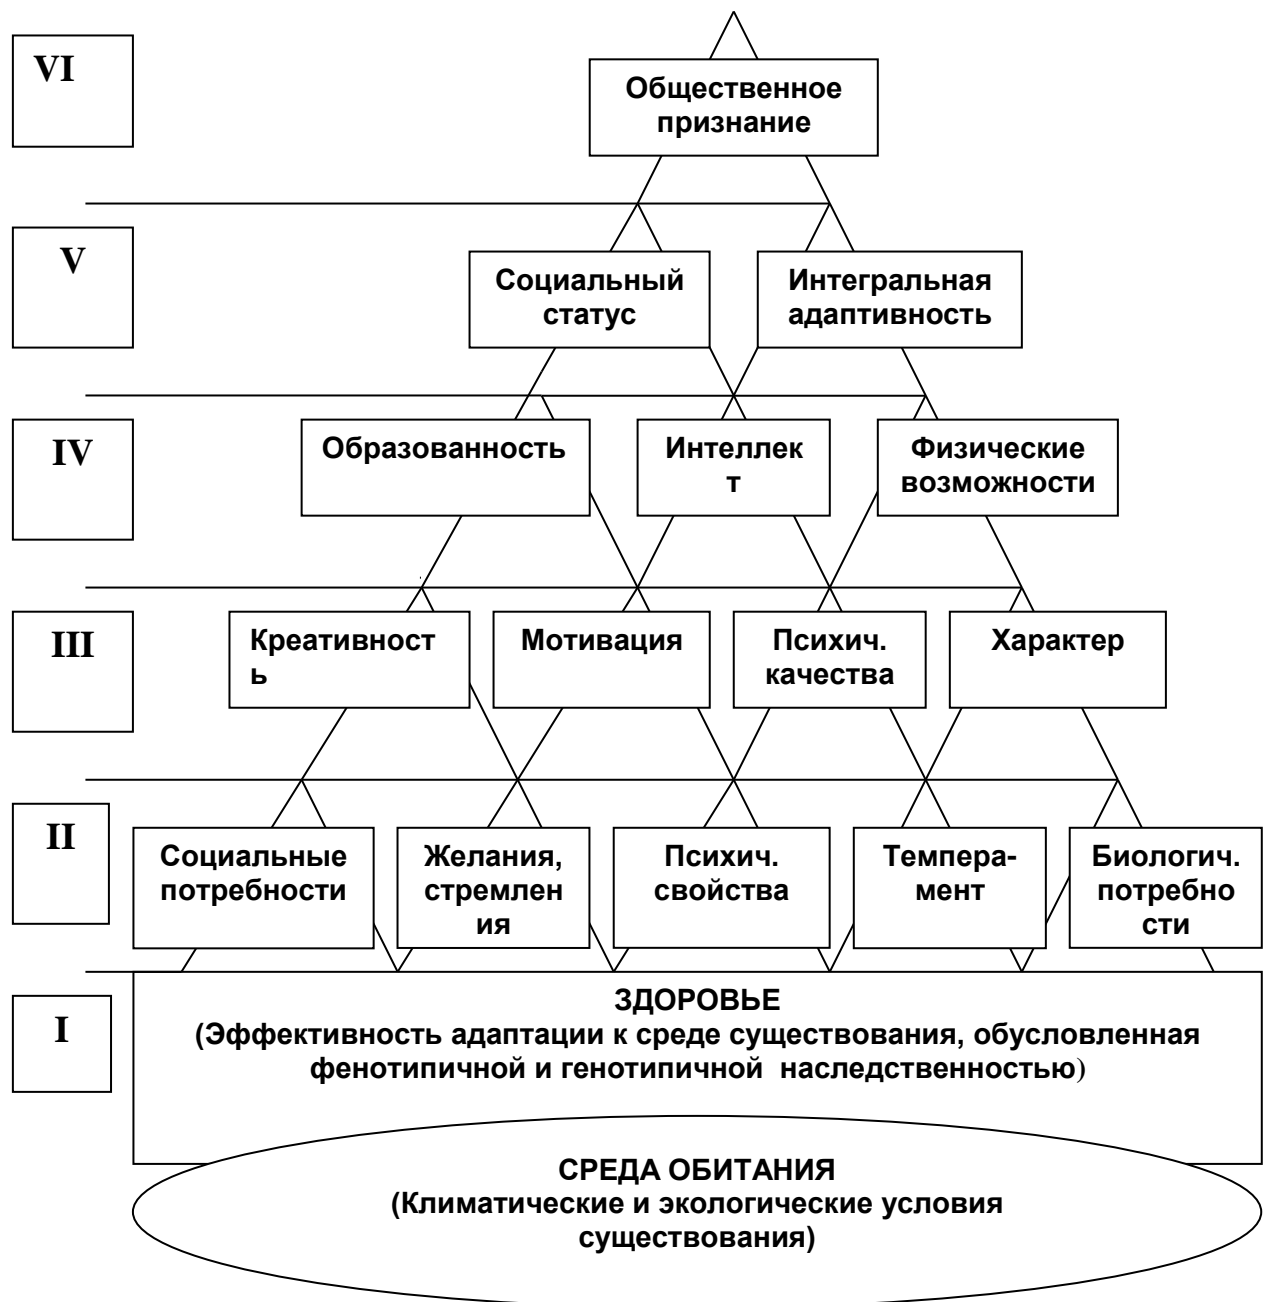 VI
Общественное
признание
V
Социальный
статус
Интегральная
адаптивность
IV
Образованность
Интеллек
т
Физические
возможности
III
Креативност
ь
Мотивация
Психич.
качества
Характер
II
Социальные
потребности
Желания,
стремлен
ия
Психич.
свойства
Темпера-
мент
Биологич.
потребно
сти
I
ЗДОРОВЬЕ
(Эффективность адаптации к среде существования, обусловленная
фенотипичной и генотипичной наследственностью)
СРЕДА ОБИТАНИЯ
(Климатические и экологические условия
существования)